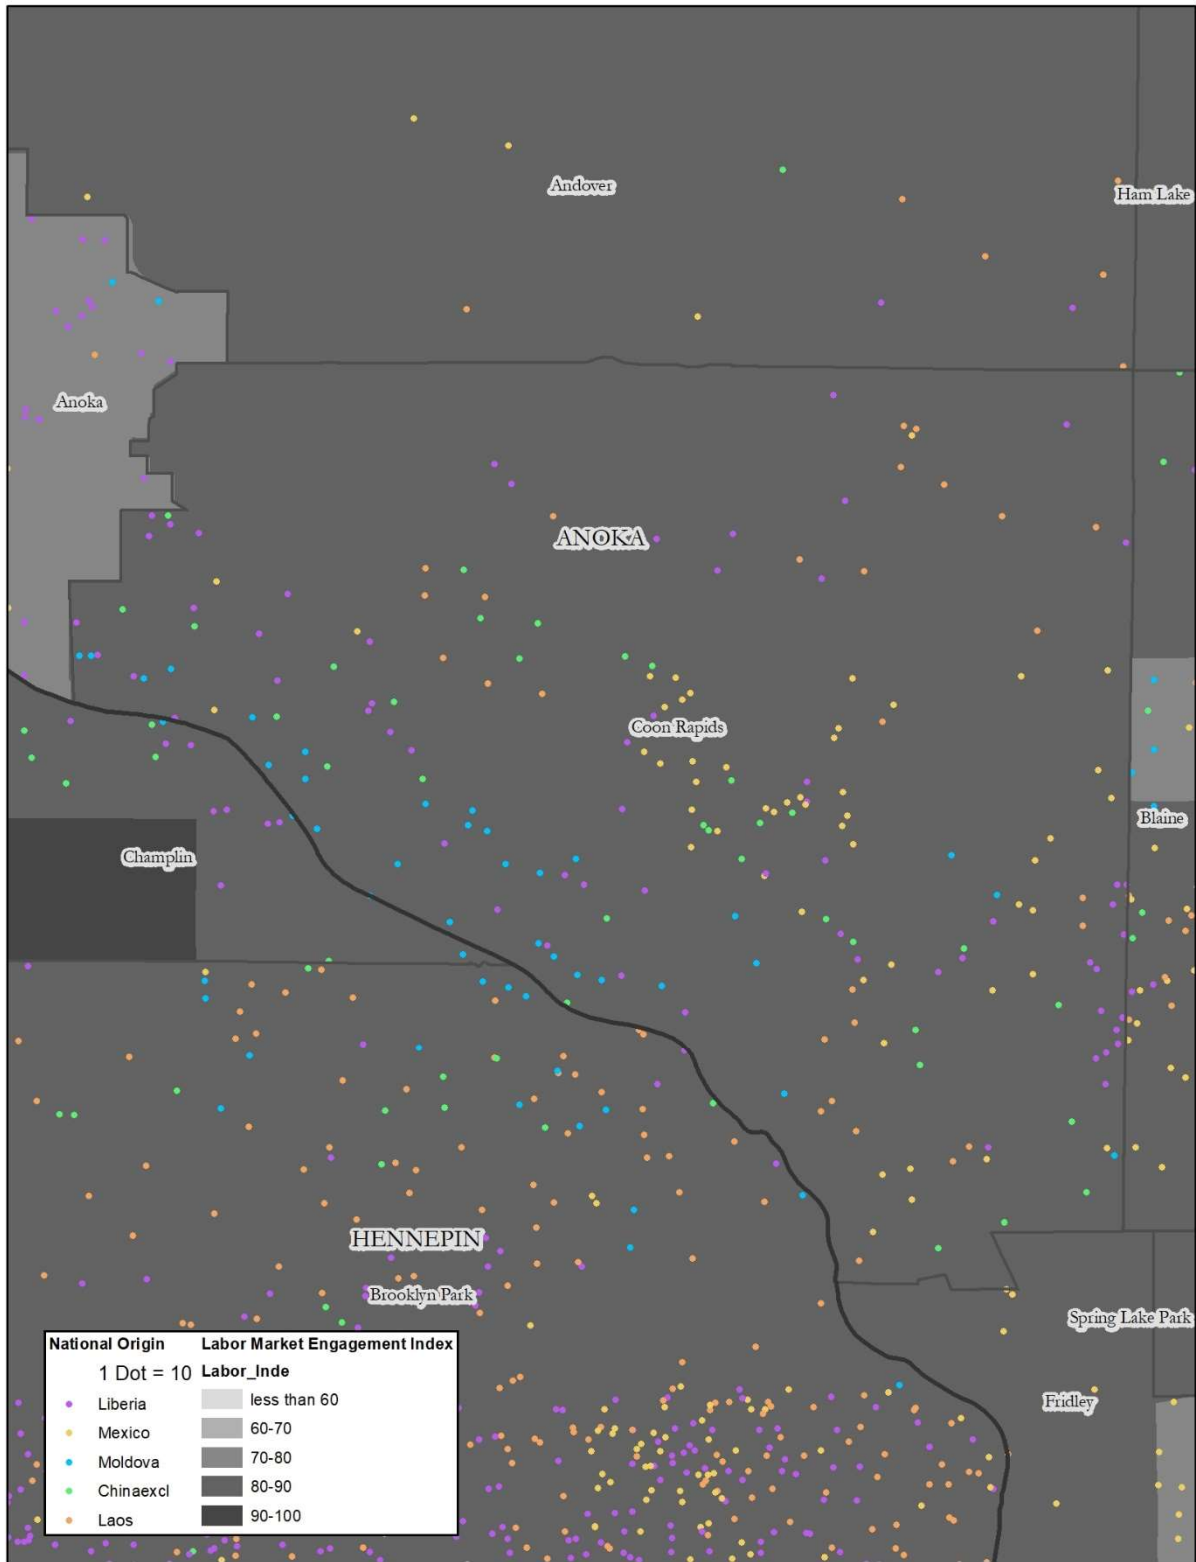 Andover
Ham Lake
Anoka
ANOKA
Coon Rapids
Blaine
Champlin
HENNEPIN
Brooklyn Park
Spring Lake Park
Fridley
National Origin
1 Dot = 10
Liberia
Mexico
Moldova
Chinaexcl
Laos
Labor Market Engagement Index
Labor_Inde
less than 60
60-70
70-80
80-90
90-100